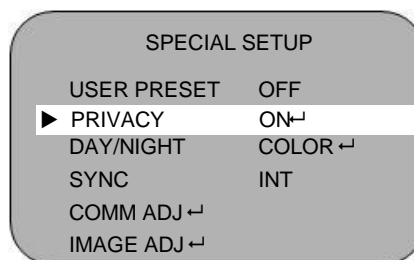 SPECIAL SETUP
USER PRESET OFF
▶ PRIVACY ON↵
DAY/NIGHT COLOR↵
SYNC INT
COMM ADJ↵
IMAGE ADJ↵